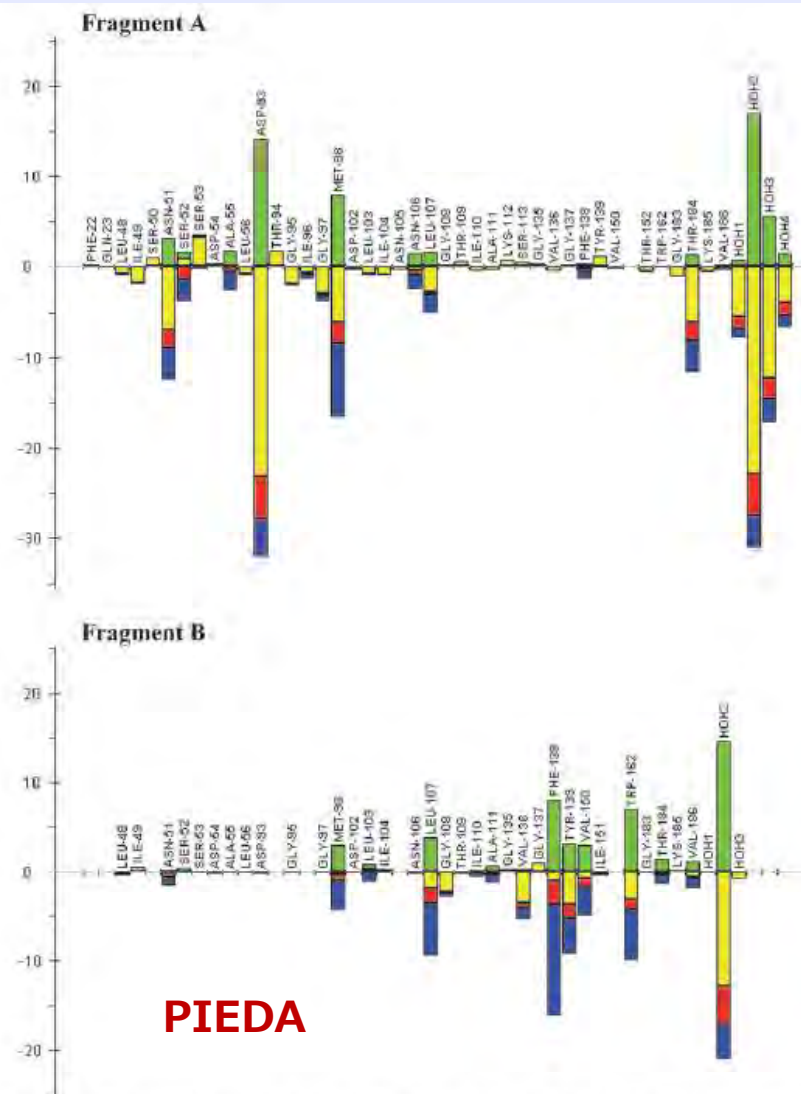 Fragment A
20
10
0
-10
-20
-30
PHE-22
GLN-23
LEU-48
ILE-49
SER-50
ASN-51
SER-52
SER-53
ASP-54
ALA-55
LEU-56
ASP-93
THR-94
GLY-95
ILE-96
GLY-97
MET-98
ASP-102
LEU-103
ILE-104
ASN-105
ASN-106
LEU-107
GLY-108
THR-109
ILE-110
ALA-111
LYS-112
SER-113
GLY-135
VAL-136
GLY-137
PHE-138
TYR-139
VAL-150
THR-152
TRP-162
GLY-183
THR-184
LYS-185
VAL-186
HOH1
HOH2
HOH3
HOH4
Fragment B
20
10
0
-10
-20
LEU-48
ILE-49
ASN-51
SER-52
SER-53
ASP-54
ALA-55
LEU-56
ASP-93
GLY-95
GLY-97
MET-98
ASP-102
LEU-103
ILE-104
ASN-106
LEU-107
GLY-108
THR-109
ILE-110
ALA-111
GLY-135
VAL-136
GLY-137
PHE-138
TYR-139
VAL-150
ILE-151
TRP-162
GLY-183
THR-184
LYS-185
VAL-186
HOH1
HOH2
HOH3
PIEDA